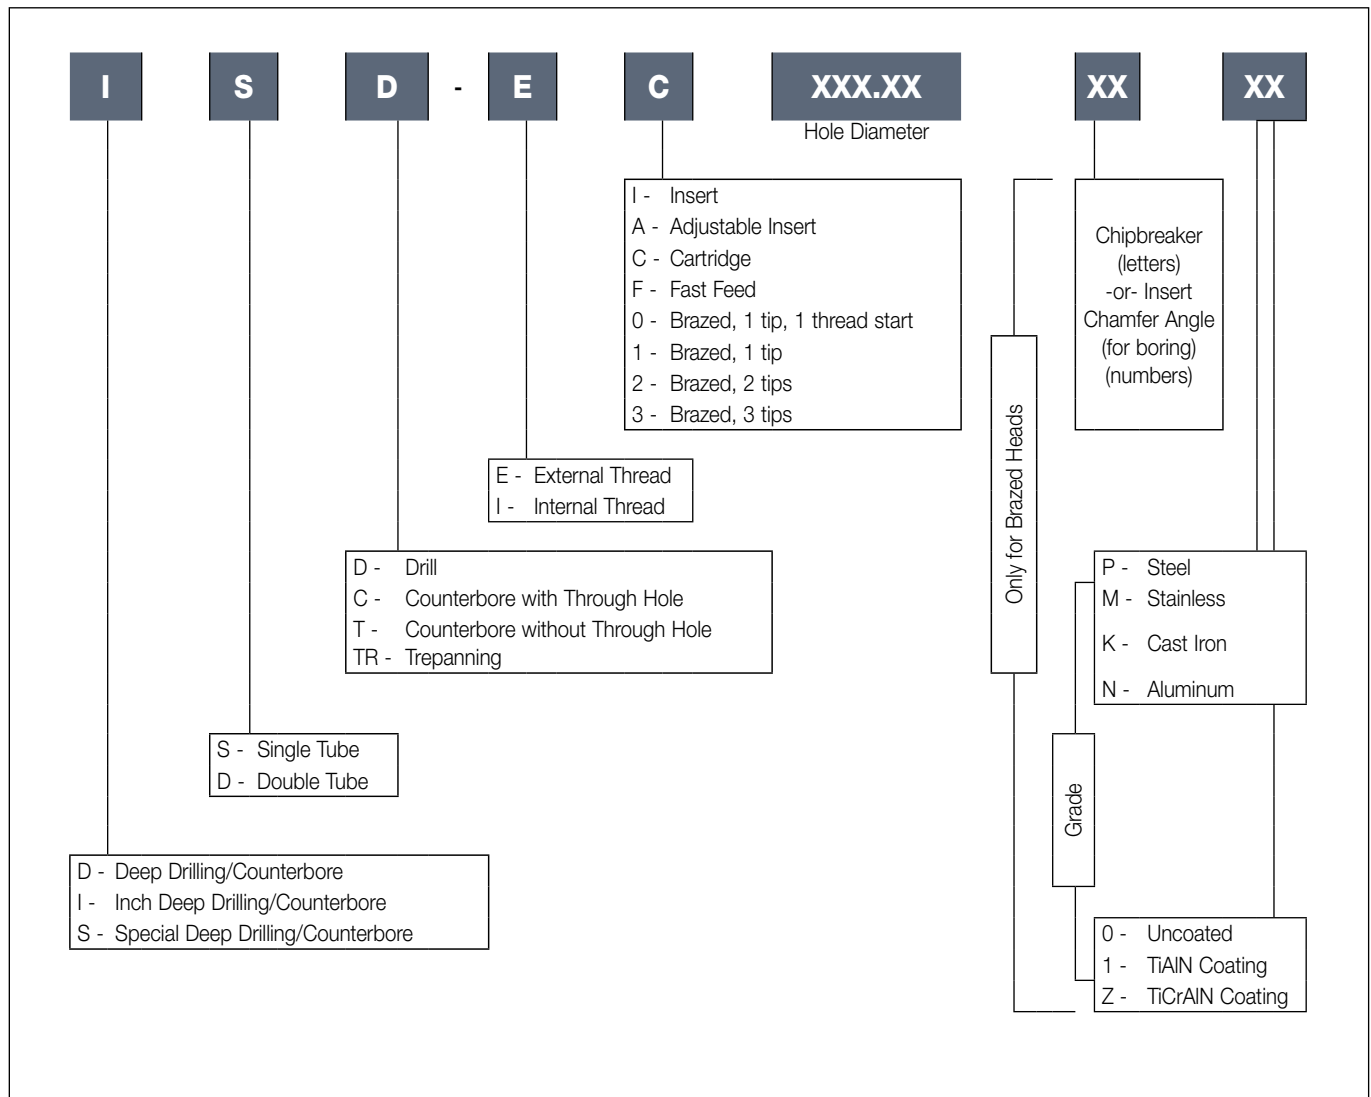 I S D - E C XXX.XX XX XX
Hole Diameter
I - Insert
A - Adjustable Insert
C - Cartridge
F - Fast Feed
0 - Brazed, 1 tip, 1 thread start
1 - Brazed, 1 tip
2 - Brazed, 2 tips
3 - Brazed, 3 tips
Chipbreaker
(letters)
-or- Insert
Chamfer Angle
(for boring)
(numbers)
Only for Brazed Heads
E - External Thread
I - Internal Thread
D - Drill
C - Counterbore with Through Hole
T - Counterbore without Through Hole
TR - Trepanning
P - Steel
M - Stainless
K - Cast Iron
N - Aluminum
S - Single Tube
D - Double Tube
Grade
D - Deep Drilling/Counterbore
I - Inch Deep Drilling/Counterbore
S - Special Deep Drilling/Counterbore
0 - Uncoated
1 - TiAlN Coating
Z - TiCrAlN Coating